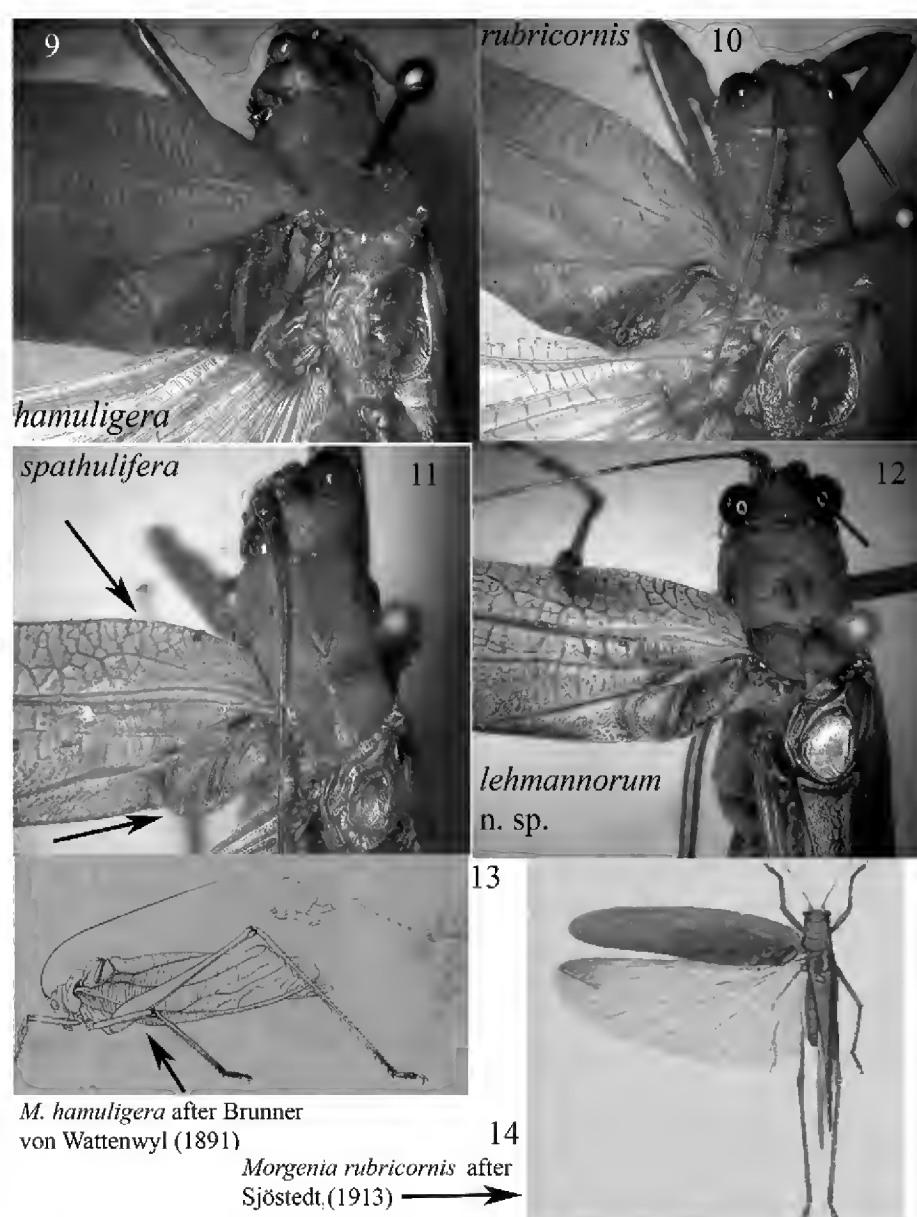 9
rubricornis
10
hamuligera
spathulifera
11
12
lehmannorum
n. sp.
13
M. hamuligera after Brunner
von Wattenwyl (1891)
14
Morgenia rubricornis after
Sjöstedt (1913)